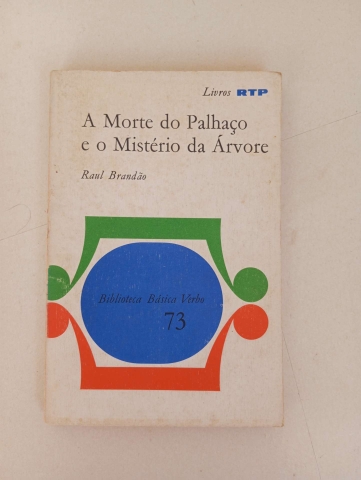 Livros RTP
A Morte do Palhaço
e o Mistério da Árvore
Raul Brandão
Biblioteca Básica Verbo
73